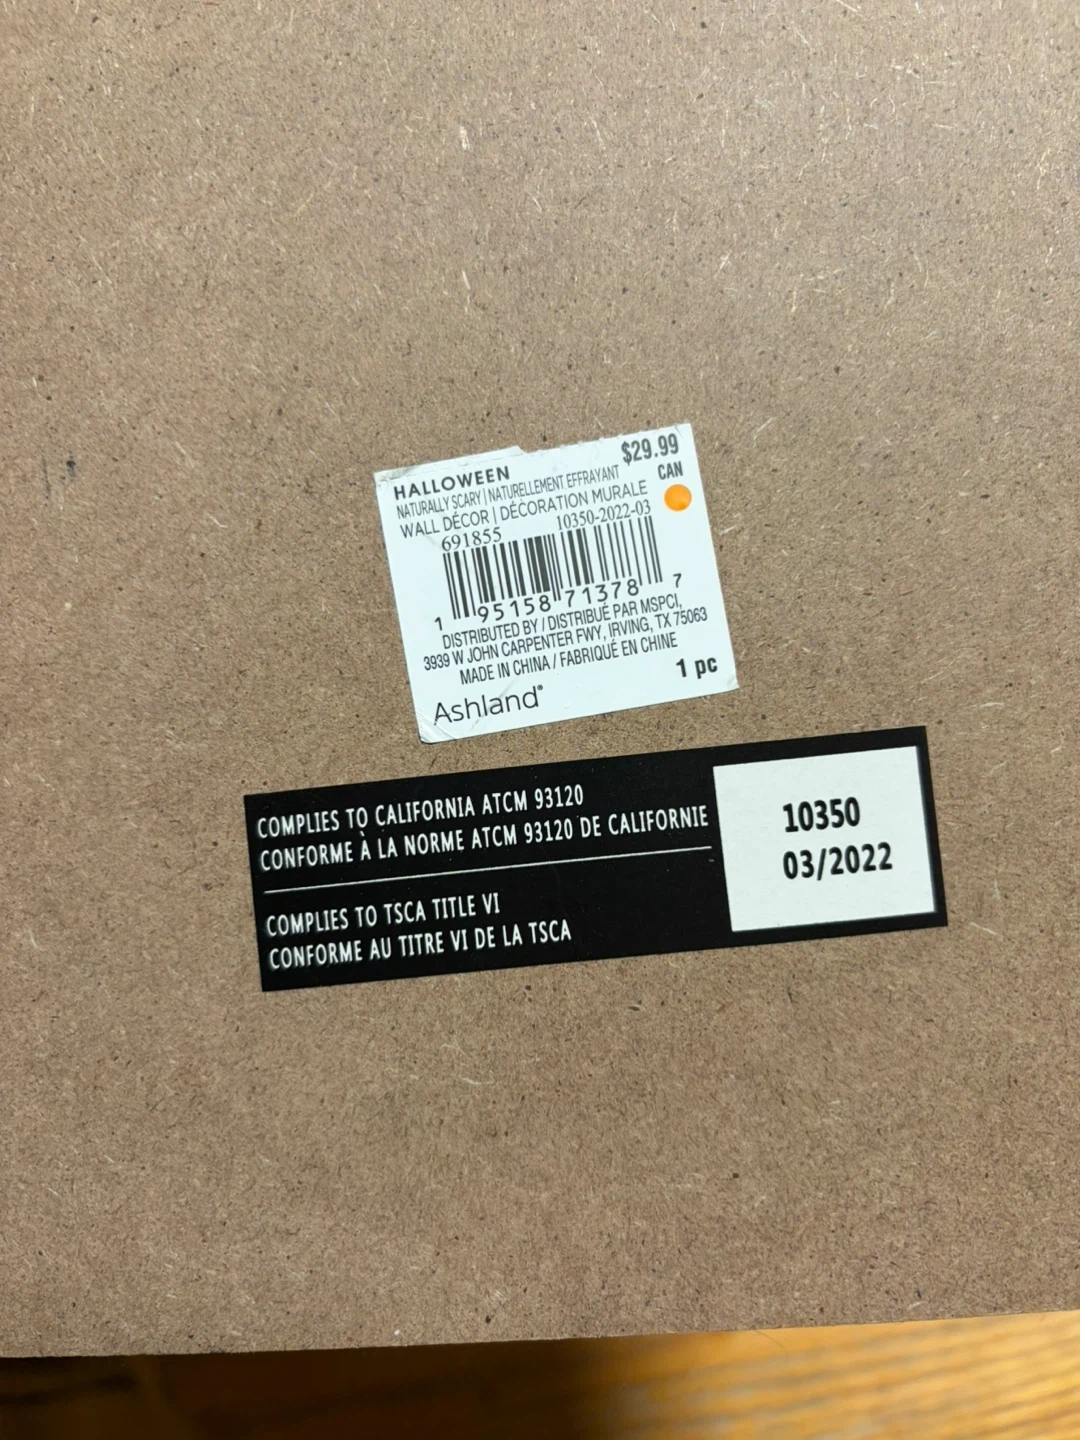 $29.99
HALLOWEEN
CAN
NATURALLY SCARY | NATURELLEMENT EFFRAYANT
WALL DÉCOR | DÉCORATION MURALE
691855 10350-2022-03
1 95158 71378 7
DISTRIBUTED BY / DISTRIBUÉ PAR MSPCI,
3939 W JOHN CARPENTER FWY, IRVING, TX 75063
MADE IN CHINA / FABRIQUÉ EN CHINE
1 pc
Ashland®
COMPLIES TO CALIFORNIA ATCM 93120
CONFORME À LA NORME ATCM 93120 DE CALIFORNIE
COMPLIES TO TSCA TITLE VI
CONFORME AU TITRE VI DE LA TSCA
10350
03/2022